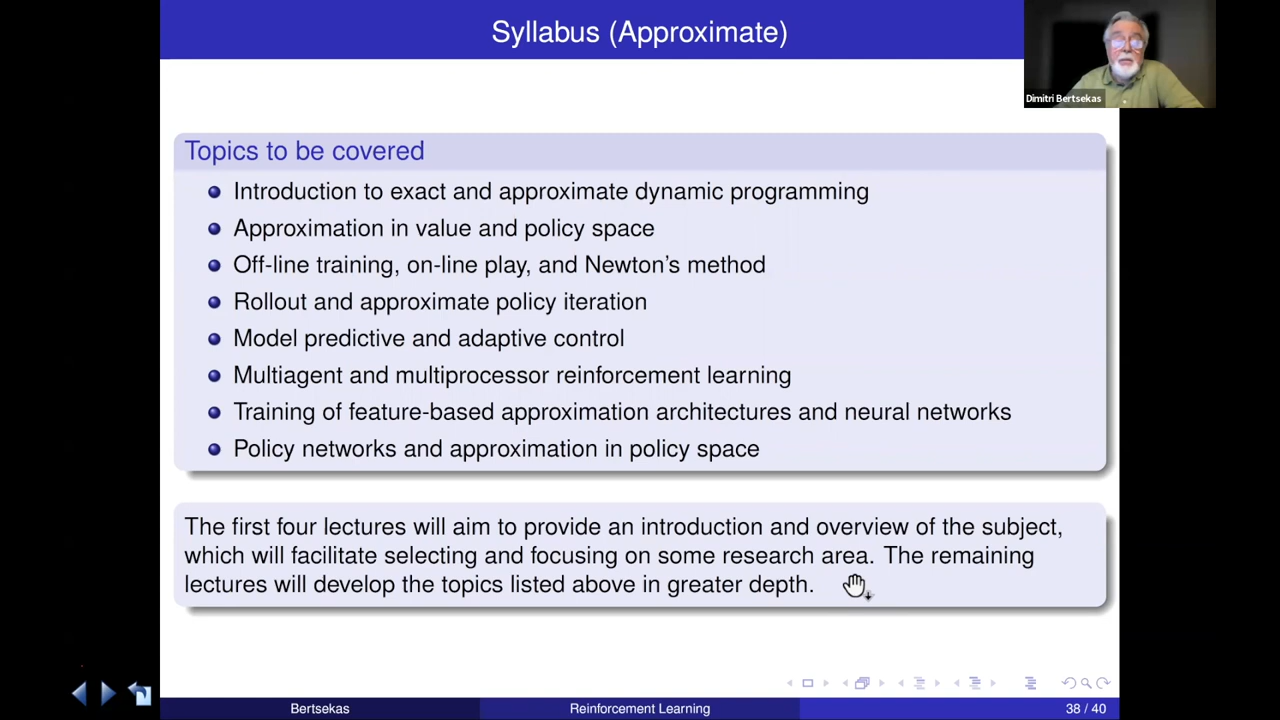 Syllabus (Approximate)
Dimitri Bertsekas
Topics to be covered
Introduction to exact and approximate dynamic programming
Approximation in value and policy space
Off-line training, on-line play, and Newton's method
Rollout and approximate policy iteration
Model predictive and adaptive control
Multiagent and multiprocessor reinforcement learning
Training of feature-based approximation architectures and neural networks
Policy networks and approximation in policy space
The first four lectures will aim to provide an introduction and overview of the subject,
which will facilitate selecting and focusing on some research area. The remaining
lectures will develop the topics listed above in greater depth.
Bertsekas
Reinforcement Learning
38 / 40